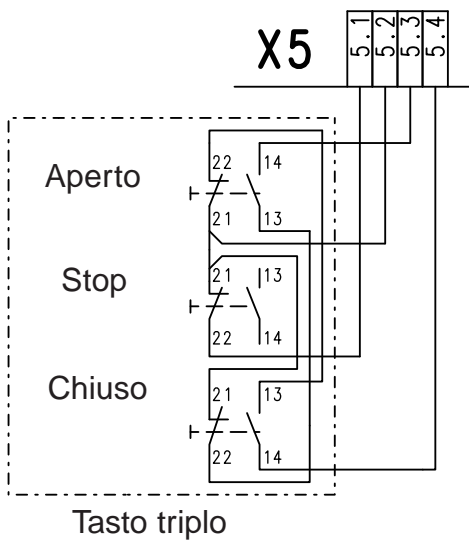 X5 5.1 5.2 5.3 5.4
Aperto
22 14
21 13
Stop
21 13
22 14
Chiuso
21 13
22 14
Tasto triplo